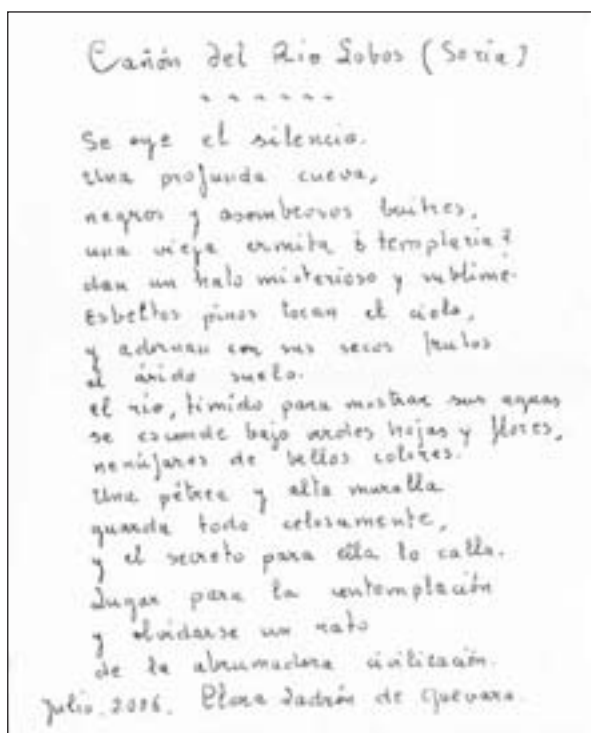 Cañón del Rio Lobos (Soria)
Se oye el silencio.
Una profunda cueva,
negros y asombrosos buitres,
una vieja ermita ¿templaria?
dan un halo misterioso y sublime.
Esbeltos pinos tocan el cielo,
y adornan con sus secos frutos
el árido suelo.
el río, tímido para mostrar sus aguas
se esconde bajo verdes hojas y flores,
nenúfares de bellos colores.
Una pétrea y alta muralla
guarda todo celosamente,
y el secreto para ella lo calla.
Lugar para la contemplación
y olvidarse un rato
de la abrumadora civilización.
Julio. 2006. Clara Ladrón de Guevara.